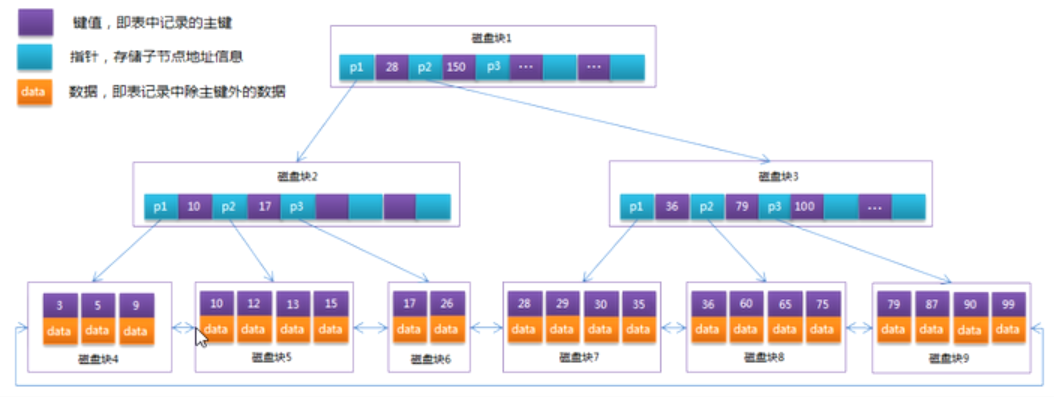 键值，即表中记录的主键
指针，存储子节点地址信息
data 数据，即表记录中除主键外的数据
磁盘块1
p1 28 p2 150 p3 ... ...
磁盘块2
p1 10 p2 17 p3
磁盘块3
p1 36 p2 79 p3 100 ...
3 5 9
data data data
磁盘块4
10 12 13 15
data data data data
磁盘块5
17 26
data data
磁盘块6
28 29 30 35
data data data data
磁盘块7
36 60 65 75
data data data data
磁盘块8
79 87 90 99
data data data data
磁盘块9